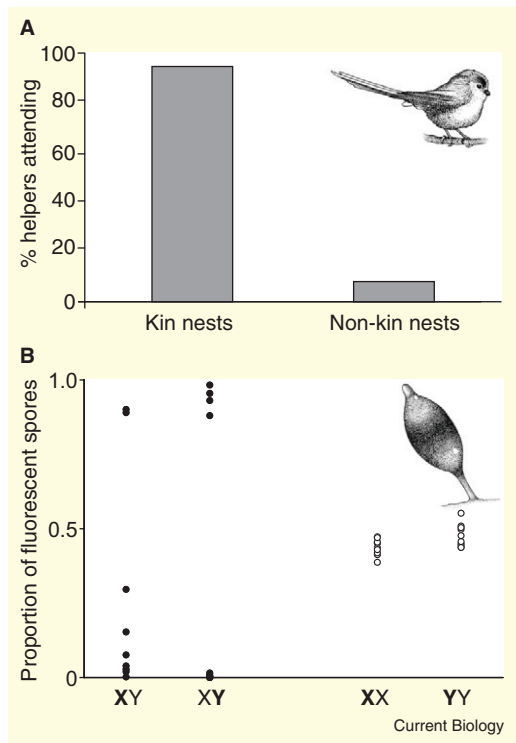 A
100
80
60
40
20
0
% helpers attending
Kin nests Non-kin nests
B
1.0
0.5
0
Proportion of fluorescent spores
XY XY XX YY
Current Biology